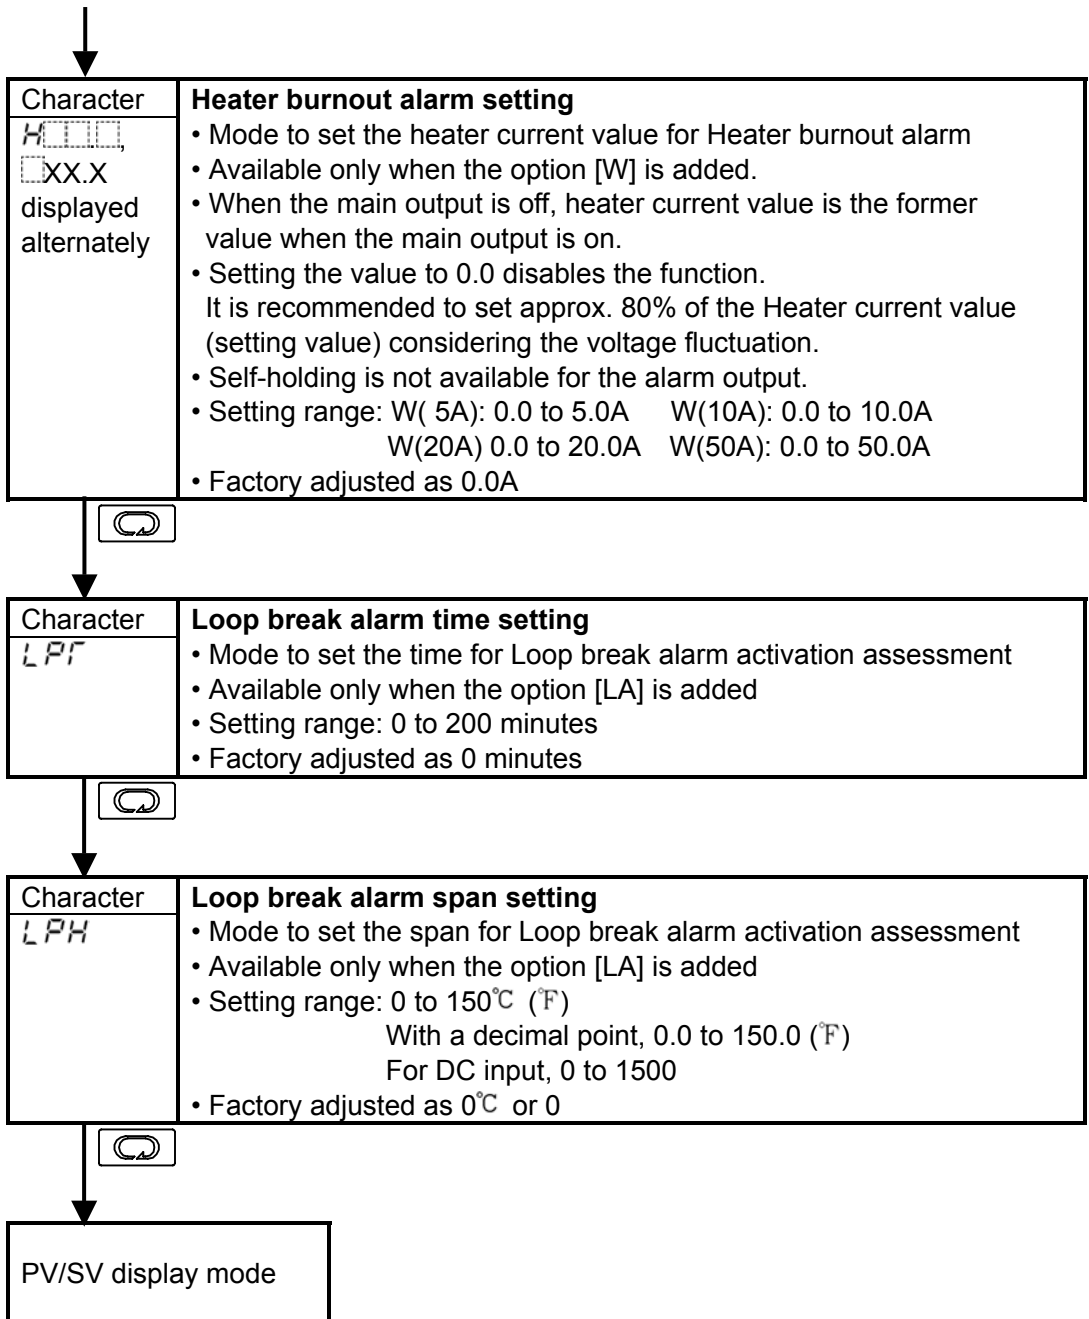 Character
Heater burnout alarm setting
H□□.□,
□XX.X
displayed
alternately
• Mode to set the heater current value for Heater burnout alarm
• Available only when the option [W] is added.
• When the main output is off, heater current value is the former
value when the main output is on.
• Setting the value to 0.0 disables the function.
It is recommended to set approx. 80% of the Heater current value
(setting value) considering the voltage fluctuation.
• Self-holding is not available for the alarm output.
• Setting range: W( 5A): 0.0 to 5.0A W(10A): 0.0 to 10.0A
W(20A) 0.0 to 20.0A W(50A): 0.0 to 50.0A
• Factory adjusted as 0.0A
Character
Loop break alarm time setting
LPT
• Mode to set the time for Loop break alarm activation assessment
• Available only when the option [LA] is added
• Setting range: 0 to 200 minutes
• Factory adjusted as 0 minutes
Character
Loop break alarm span setting
LPH
• Mode to set the span for Loop break alarm activation assessment
• Available only when the option [LA] is added
• Setting range: 0 to 150℃ (℉)
With a decimal point, 0.0 to 150.0 (℉)
For DC input, 0 to 1500
• Factory adjusted as 0℃ or 0
PV/SV display mode